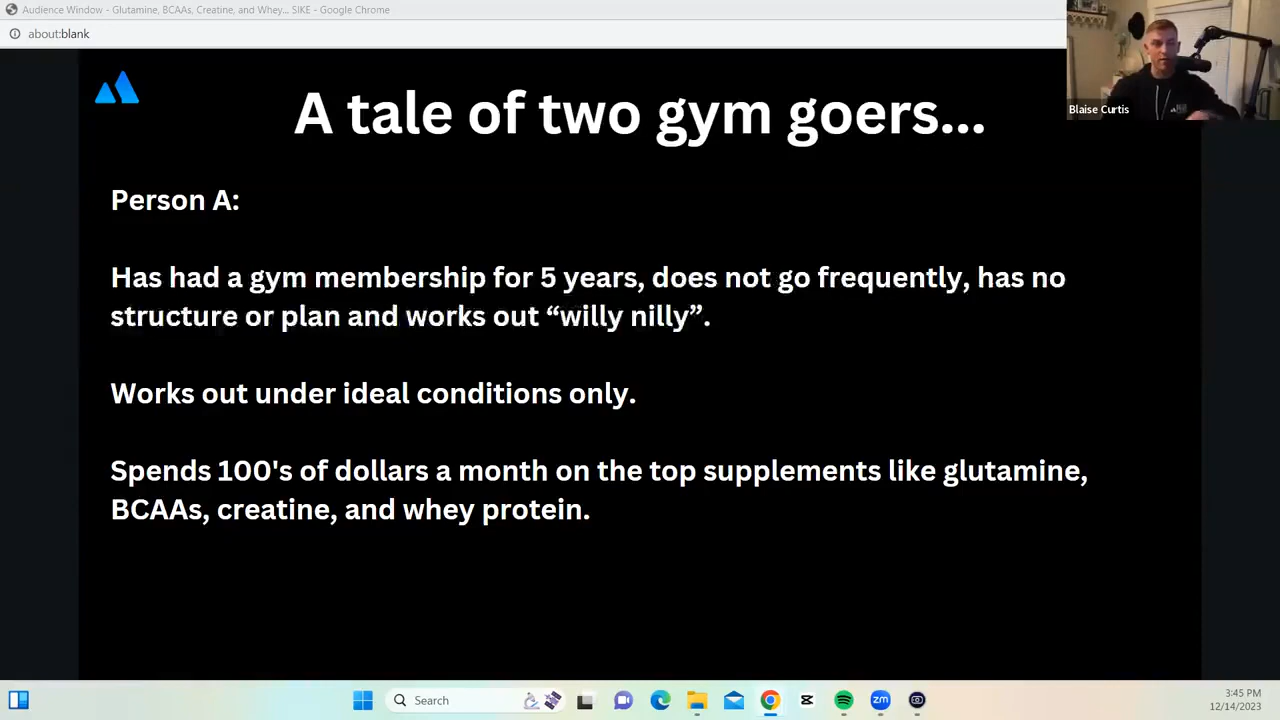 Audience Window - Glutamine, BCAAs, Creatine, and Whey... SIKE - Google Chrome
about:blank
Blaise Curtis
A tale of two gym goers...
Person A:
Has had a gym membership for 5 years, does not go frequently, has no
structure or plan and works out “willy nilly”.
Works out under ideal conditions only.
Spends 100's of dollars a month on the top supplements like glutamine,
BCAAs, creatine, and whey protein.
Search
zm
3:45 PM
12/14/2023